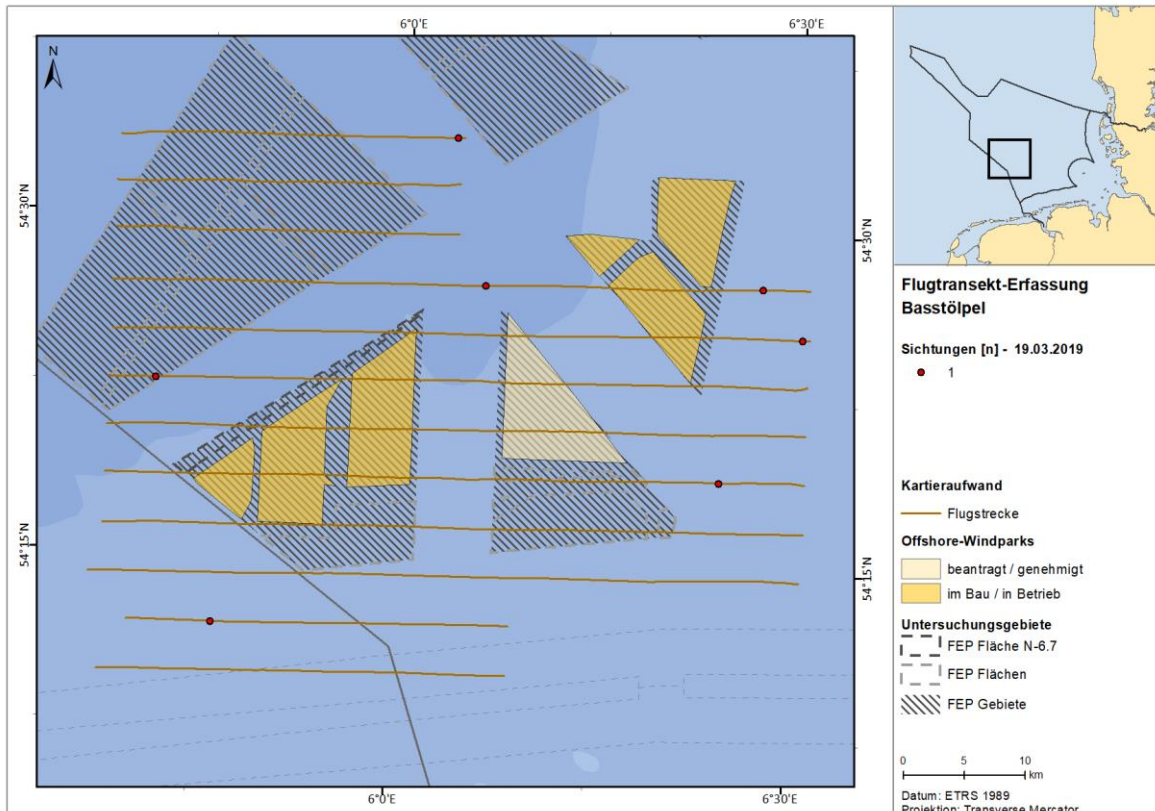 6°0'E
6°30'E
N
54°30'N
54°30'N
54°15'N
54°15'N
6°0'E
6°30'E
Flugtransekt-Erfassung
Basstölpel
Sichtungen [n] - 19.03.2019
1
Kartieraufwand
Flugstrecke
Offshore-Windparks
beantragt / genehmigt
im Bau / in Betrieb
Untersuchungsgebiete
FEP Fläche N-6.7
FEP Flächen
FEP Gebiete
0 5 10
km
Datum: ETRS 1989
Projektion: Transverse Mercator